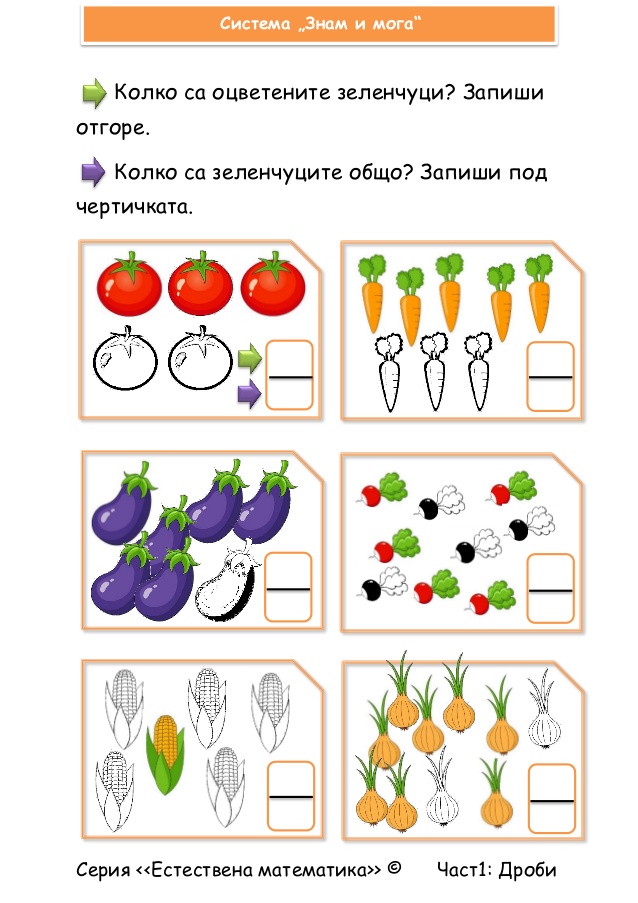 Система „Знам и мога“
Колко са оцветените зеленчуци? Запиши
отгоре.
Колко са зеленчуците общо? Запиши под
чертичката.
Серия <<Естествена математика>> © Част1: Дроби